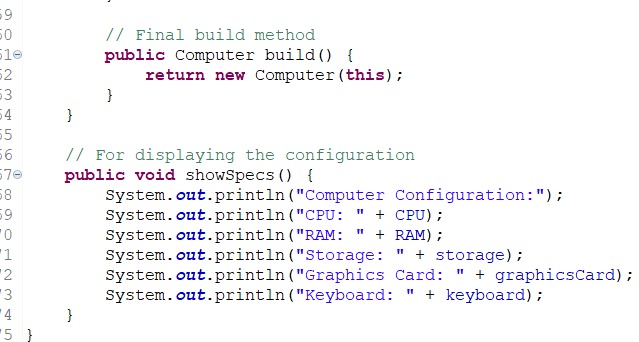 59
60 // Final build method
61 public Computer build() {
62 return new Computer(this);
63 }
64 }
65
66 // For displaying the configuration
67 public void showSpecs() {
68 System.out.println("Computer Configuration:");
69 System.out.println("CPU: " + CPU);
70 System.out.println("RAM: " + RAM);
71 System.out.println("Storage: " + storage);
72 System.out.println("Graphics Card: " + graphicsCard);
73 System.out.println("Keyboard: " + keyboard);
74 }
75 }